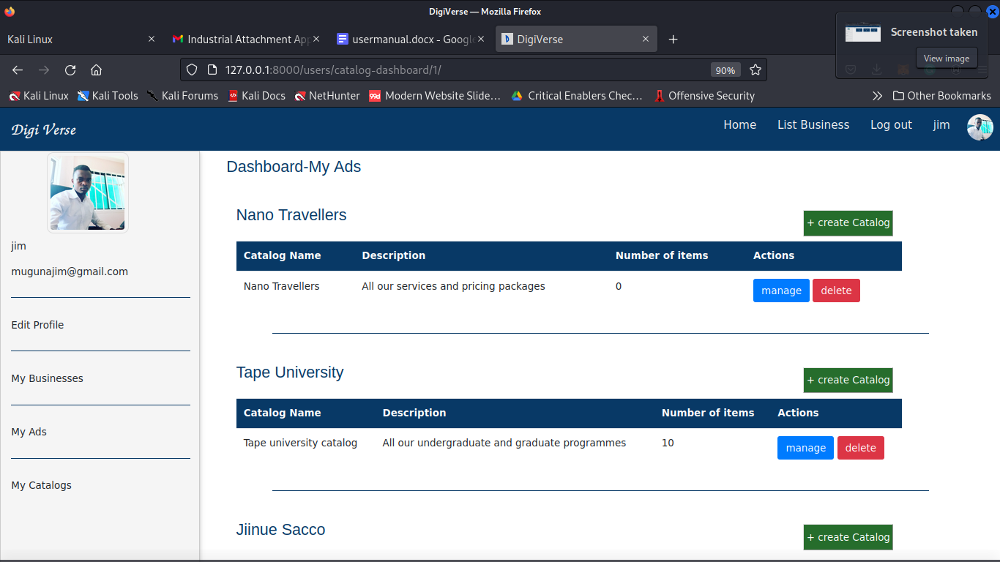 DigiVerse — Mozilla Firefox
Kali Linux
Industrial Attachment Ap
usermanual.docx - Googl
DigiVerse
Screenshot taken
View image
127.0.0.1:8000/users/catalog-dashboard/1/
90%
Kali Linux Kali Tools Kali Forums Kali Docs NetHunter Modern Website Slide… Critical Enablers Chec… Offensive Security Other Bookmarks
Digi Verse
Home List Business Log out jim
jim
mugunajim@gmail.com
Edit Profile
My Businesses
My Ads
My Catalogs
Dashboard-My Ads
Nano Travellers
+ create Catalog
Catalog Name Description Number of items Actions
Nano Travellers All our services and pricing packages 0 manage delete
Tape University
+ create Catalog
Catalog Name Description Number of items Actions
Tape university catalog All our undergraduate and graduate programmes 10 manage delete
Jiinue Sacco
+ create Catalog